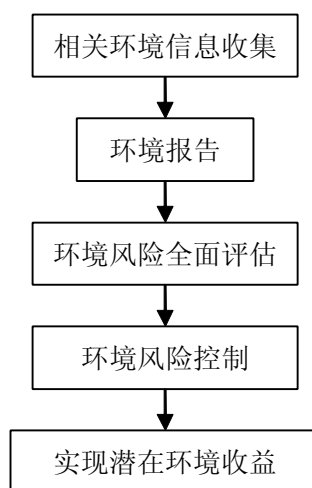 相关环境信息收集
环境报告
环境风险全面评估
环境风险控制
实现潜在环境收益